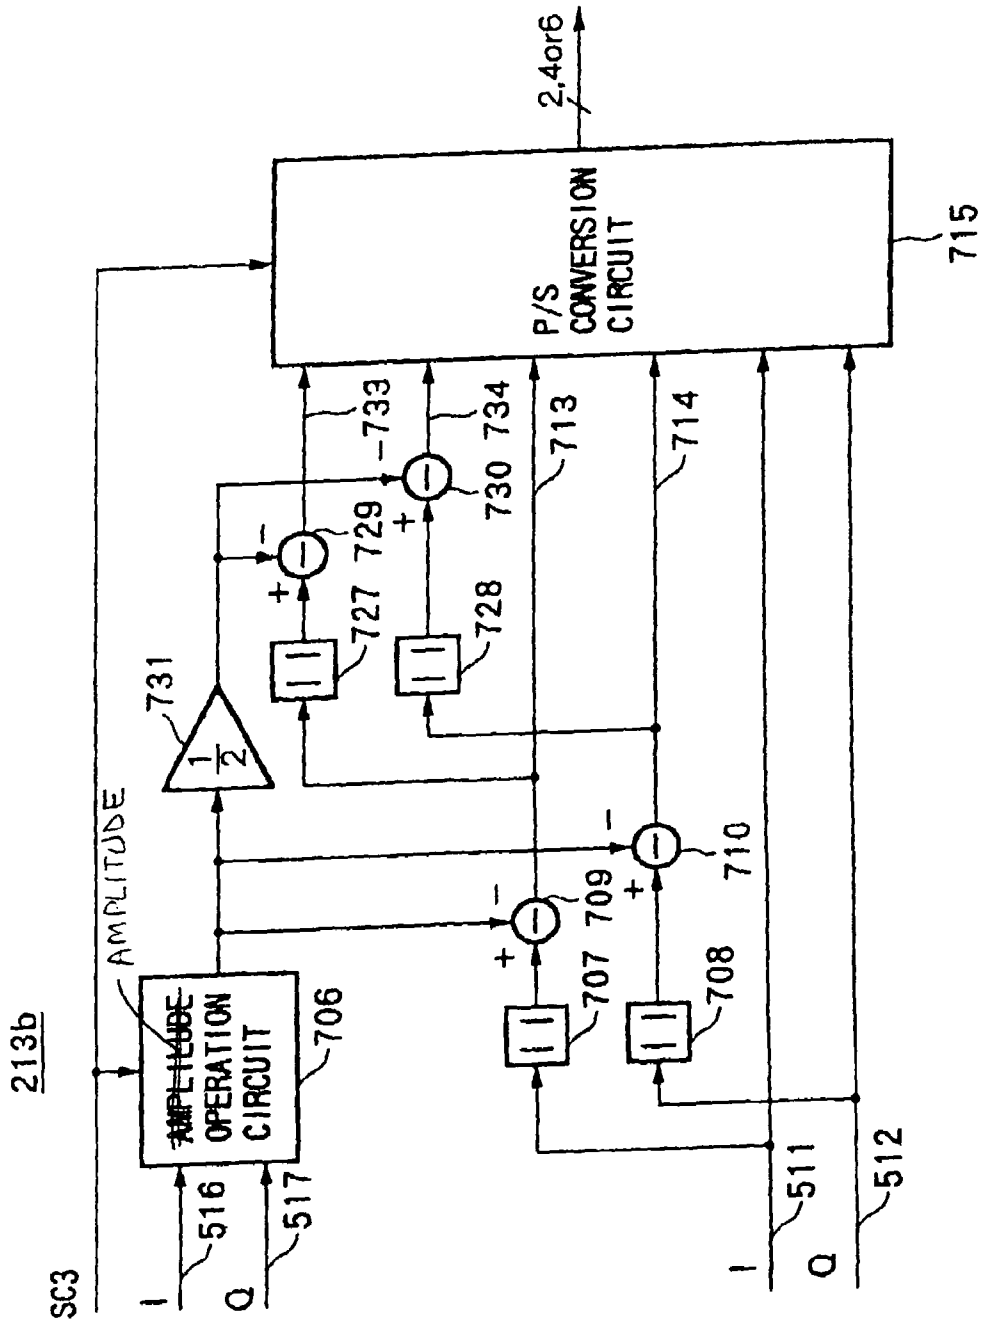 213b
SC3
AMPLITUDE
AMPLILUDE
OPERATION
CIRCUIT
706
I
516
Q
517
731
1
2
-
+
729
733
727
-
+
730
734
728
P/S
CONVERSION
CIRCUIT
715
2,4or6
713
714
-
+
709
707
-
+
710
708
I
511
Q
512